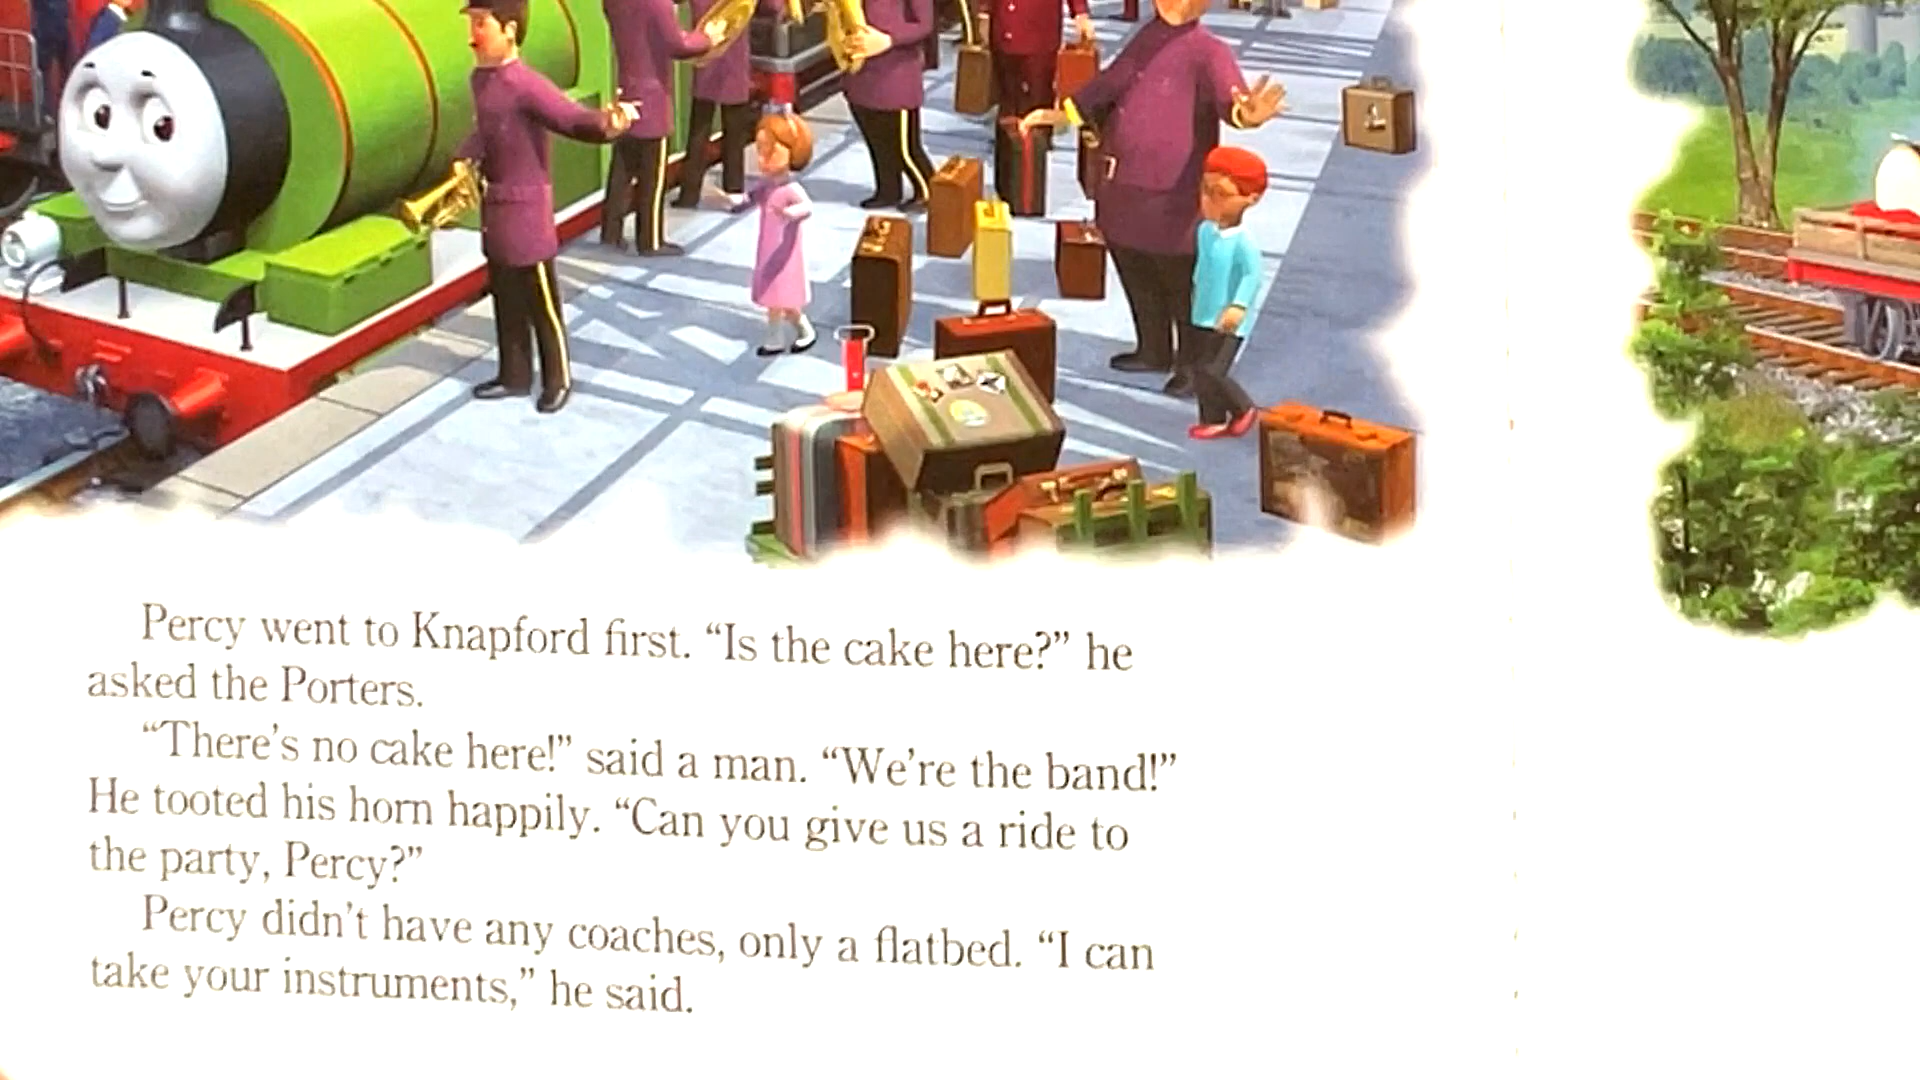 Percy went to Knapford first. “Is the cake here?” he
asked the Porters.
“There’s no cake here!” said a man. “We’re the band!”
He tooted his horn happily. “Can you give us a ride to
the party, Percy?”
Percy didn’t have any coaches, only a flatbed. “I can
take your instruments,” he said.